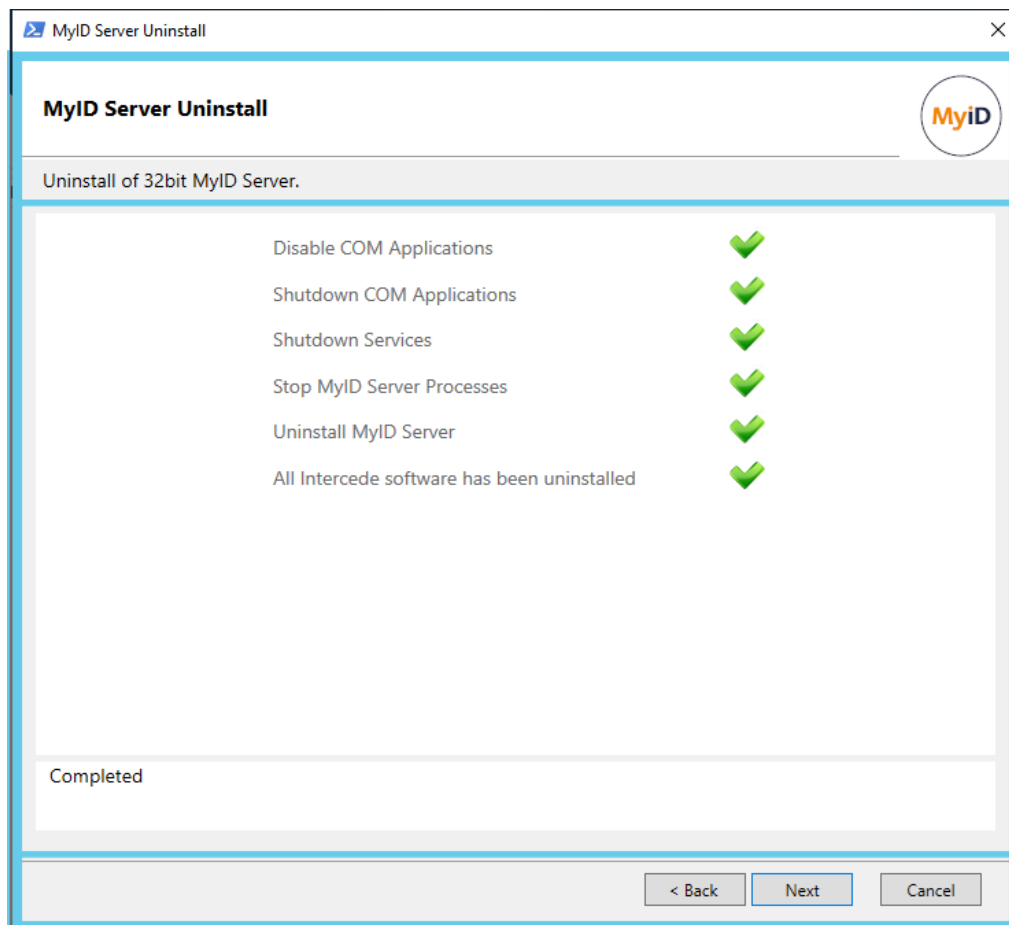 MyID Server Uninstall
MyID Server Uninstall
MyiD
Uninstall of 32bit MyID Server.
Disable COM Applications
Shutdown COM Applications
Shutdown Services
Stop MyID Server Processes
Uninstall MyID Server
All Intercede software has been uninstalled
Completed
< Back
Next
Cancel